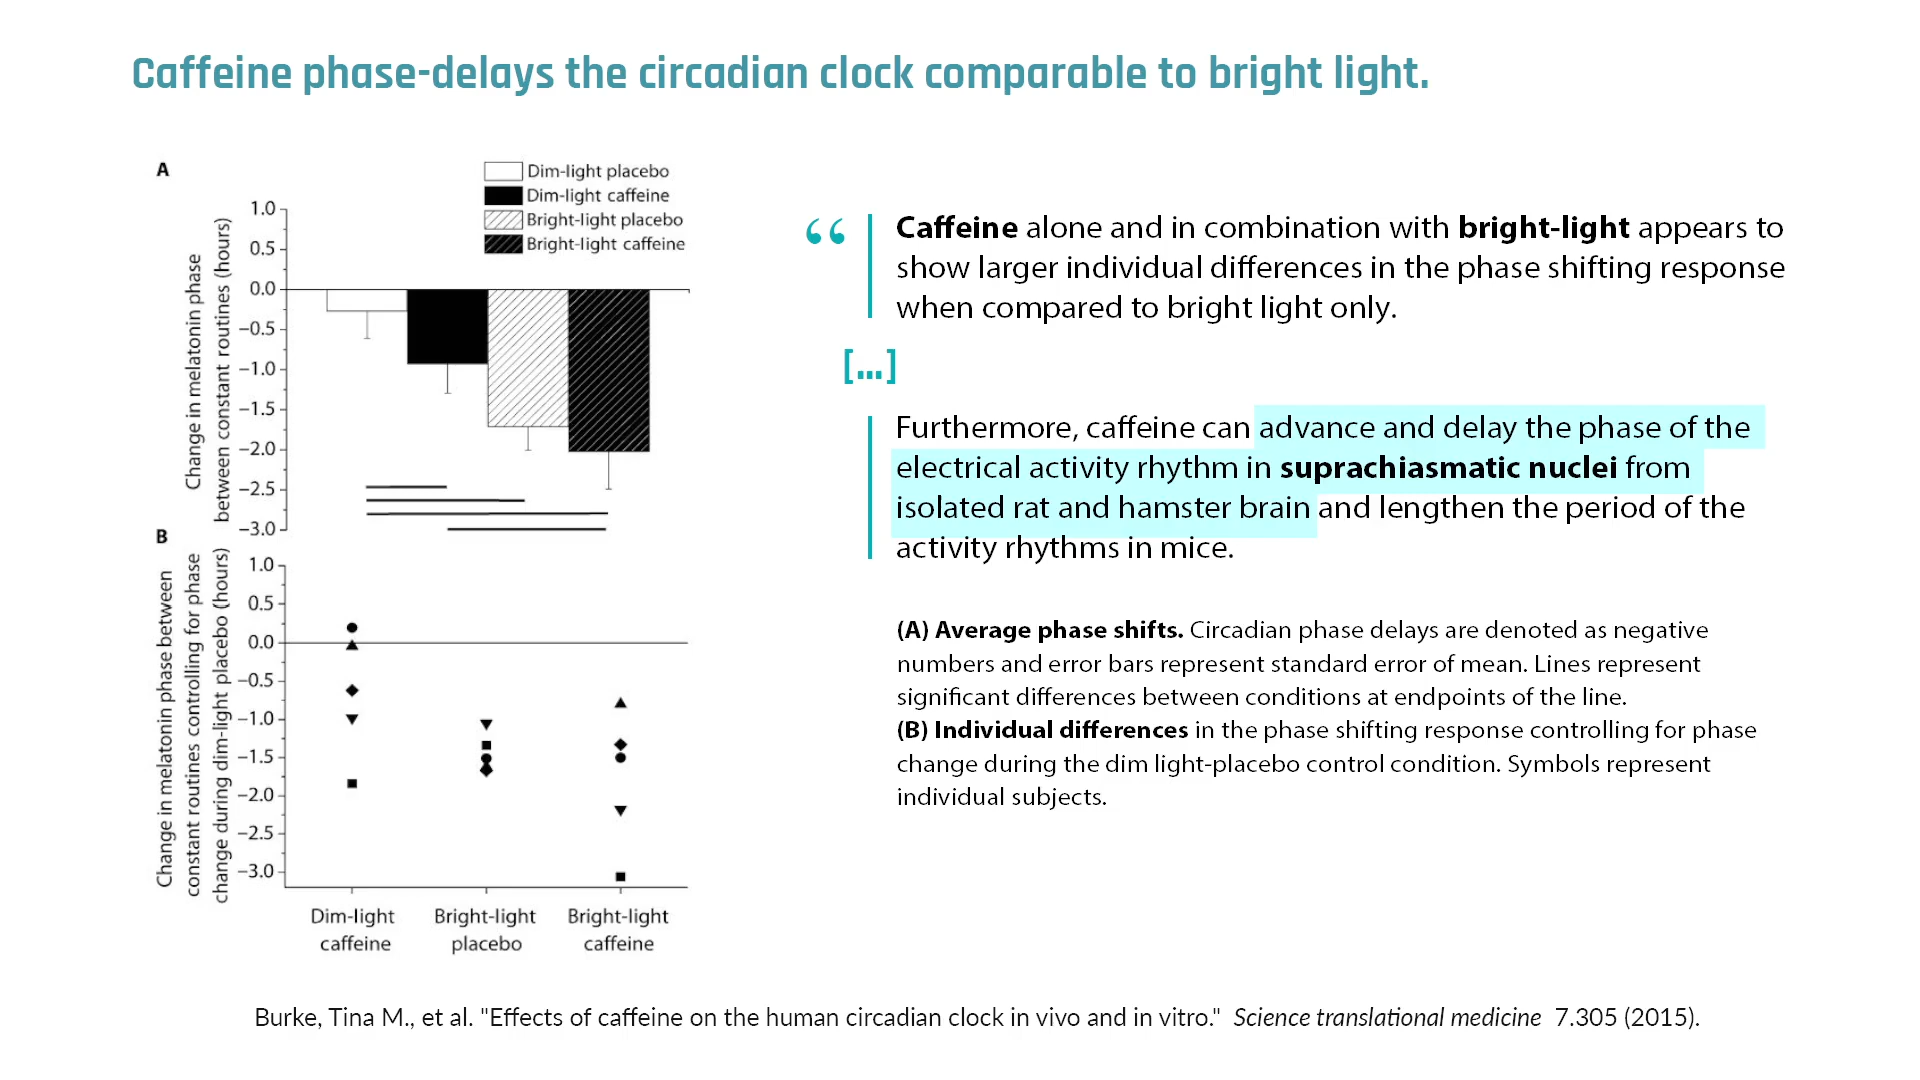 Caffeine phase-delays the circadian clock comparable to bright light.
A
Dim-light placebo
Dim-light caffeine
Bright-light placebo
Bright-light caffeine
Change in melatonin phase
between constant routines (hours)
1.0
0.5
0.0
−0.5
−1.0
−1.5
−2.0
−2.5
−3.0
B
Change in melatonin phase between
constant routines controlling for phase
change during dim-light placebo (hours)
1.0
0.5
0.0
−0.5
−1.0
−1.5
−2.0
−2.5
−3.0
Dim-light
caffeine
Bright-light
placebo
Bright-light
caffeine
“
Caffeine alone and in combination with bright-light appears to
show larger individual differences in the phase shifting response
when compared to bright light only.
[...]
Furthermore, caffeine can advance and delay the phase of the
electrical activity rhythm in suprachiasmatic nuclei from
isolated rat and hamster brain and lengthen the period of the
activity rhythms in mice.
(A) Average phase shifts. Circadian phase delays are denoted as negative
numbers and error bars represent standard error of mean. Lines represent
significant differences between conditions at endpoints of the line.
(B) Individual differences in the phase shifting response controlling for phase
change during the dim light-placebo control condition. Symbols represent
individual subjects.
Burke, Tina M., et al. "Effects of caffeine on the human circadian clock in vivo and in vitro." Science translational medicine 7.305 (2015).